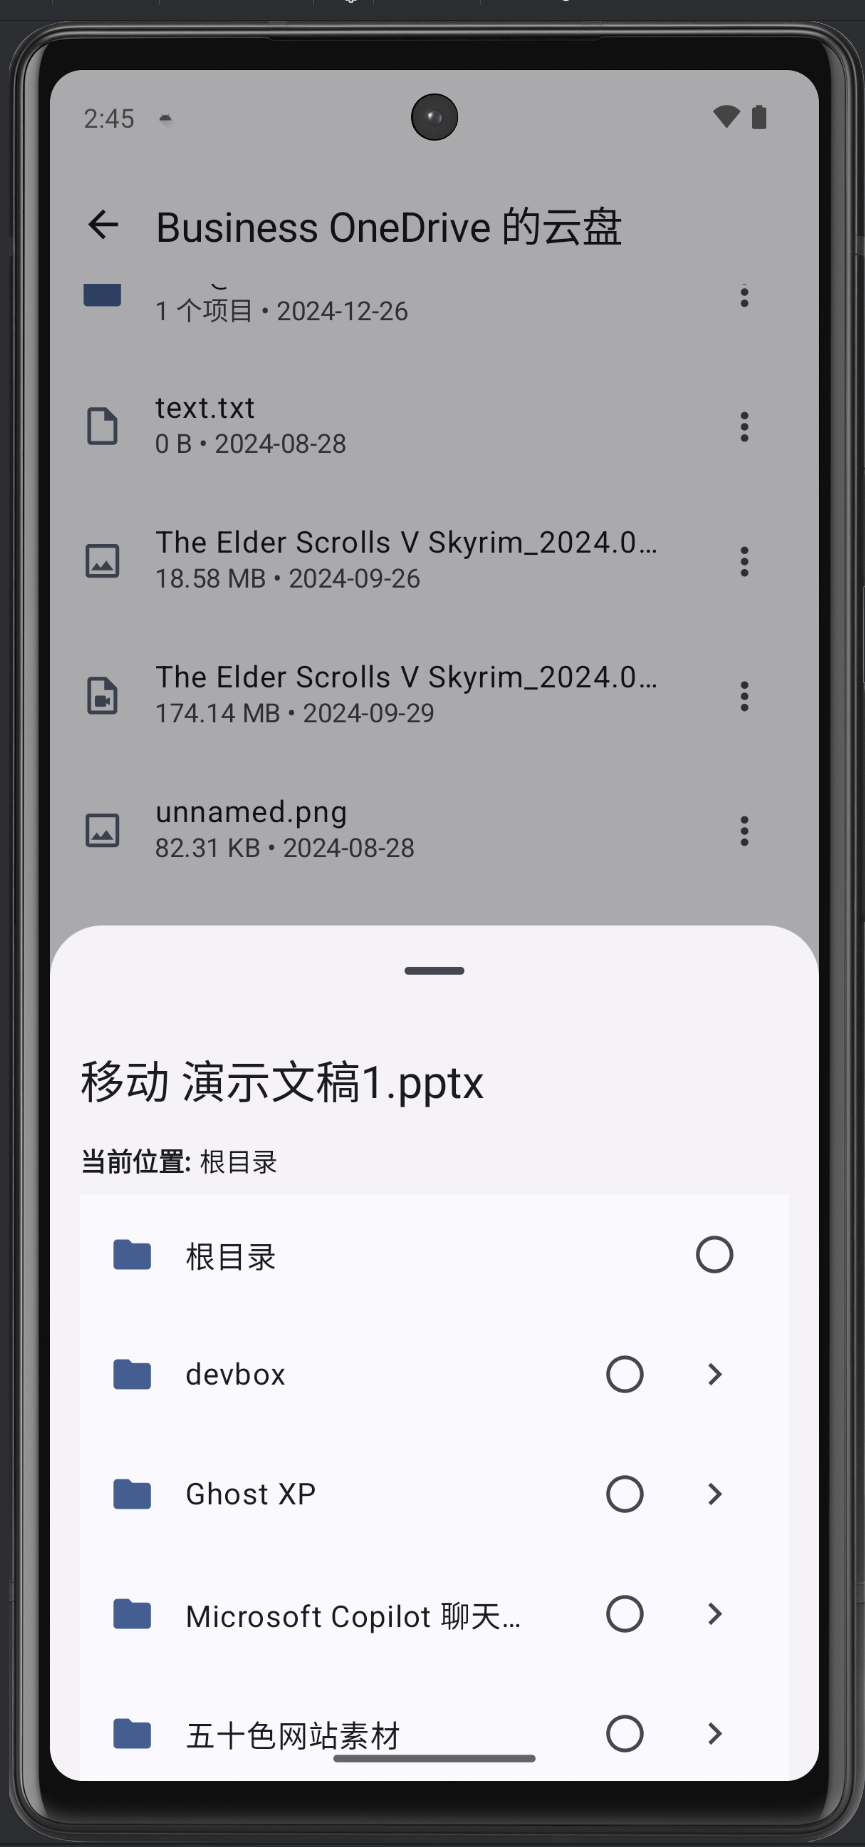 2:45
Business OneDrive 的云盘
1 个项目 • 2024-12-26
text.txt
0 B • 2024-08-28
The Elder Scrolls V Skyrim_2024.0...
18.58 MB • 2024-09-26
The Elder Scrolls V Skyrim_2024.0...
174.14 MB • 2024-09-29
unnamed.png
82.31 KB • 2024-08-28
移动 演示文稿1.pptx
当前位置: 根目录
根目录
devbox
Ghost XP
Microsoft Copilot 聊天...
五十色网站素材